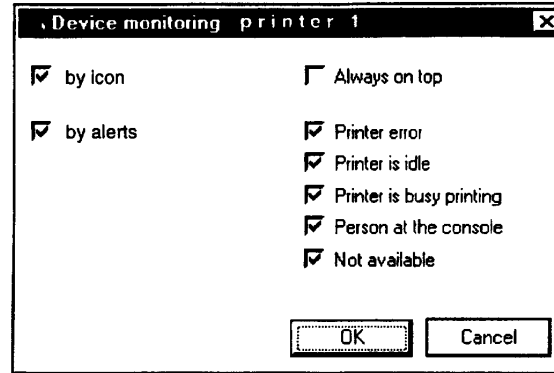 Device monitoring printer 1
by icon
Always on top
by alerts
Printer error
Printer is idle
Printer is busy printing
Person at the console
Not available
OK
Cancel